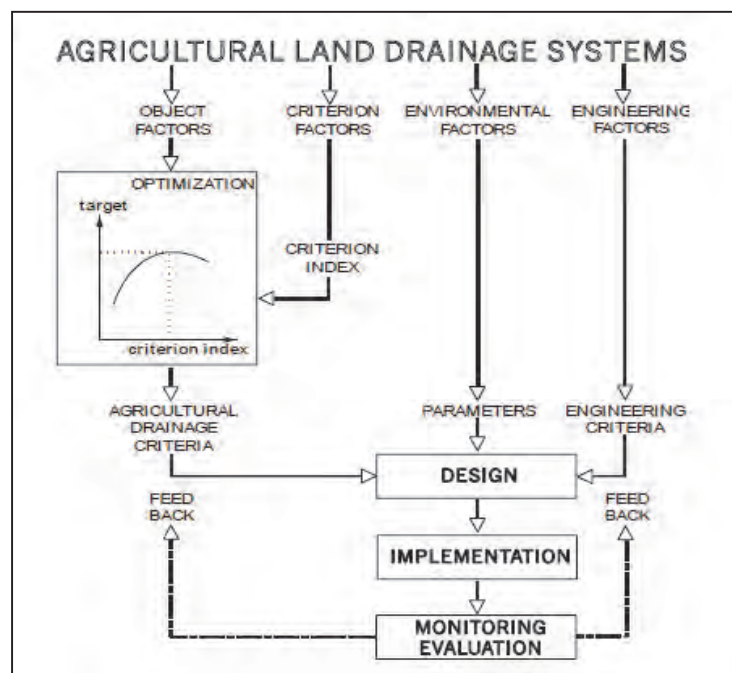 AGRICULTURAL LAND DRAINAGE SYSTEMS
OBJECT
FACTORS
CRITERION
FACTORS
ENVIRONMENTAL
FACTORS
ENGINEERING
FACTORS
OPTIMIZATION
target
criterion index
CRITERION
INDEX
AGRICULTURAL
DRAINAGE
CRITERIA
PARAMETERS
ENGINEERING
CRITERIA
DESIGN
FEED
BACK
FEED
BACK
IMPLEMENTATION
MONITORING
EVALUATION